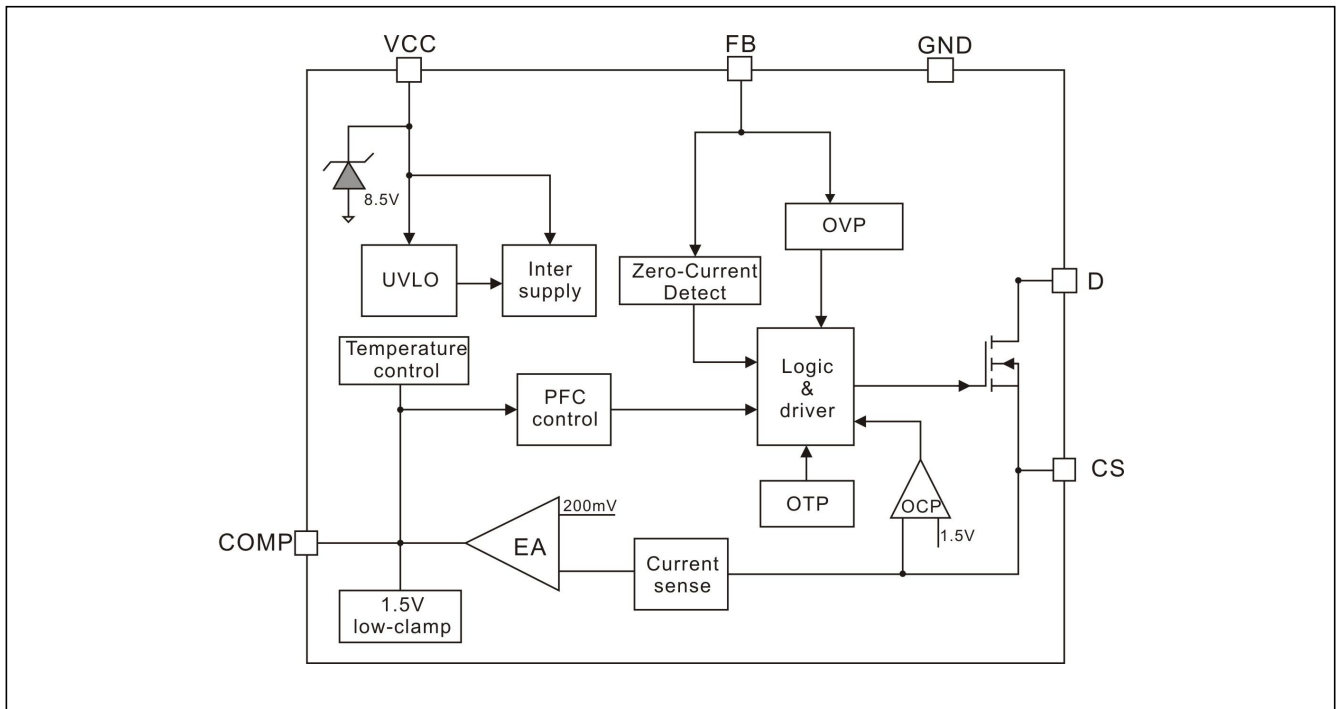 VCC
FB
GND
8.5V
OVP
UVLO
Inter
supply
Zero-Current
Detect
D
Temperature
control
Logic
&
driver
PFC
control
CS
OTP
OCP
1.5V
200mV
COMP
EA
Current
sense
1.5V
low-clamp